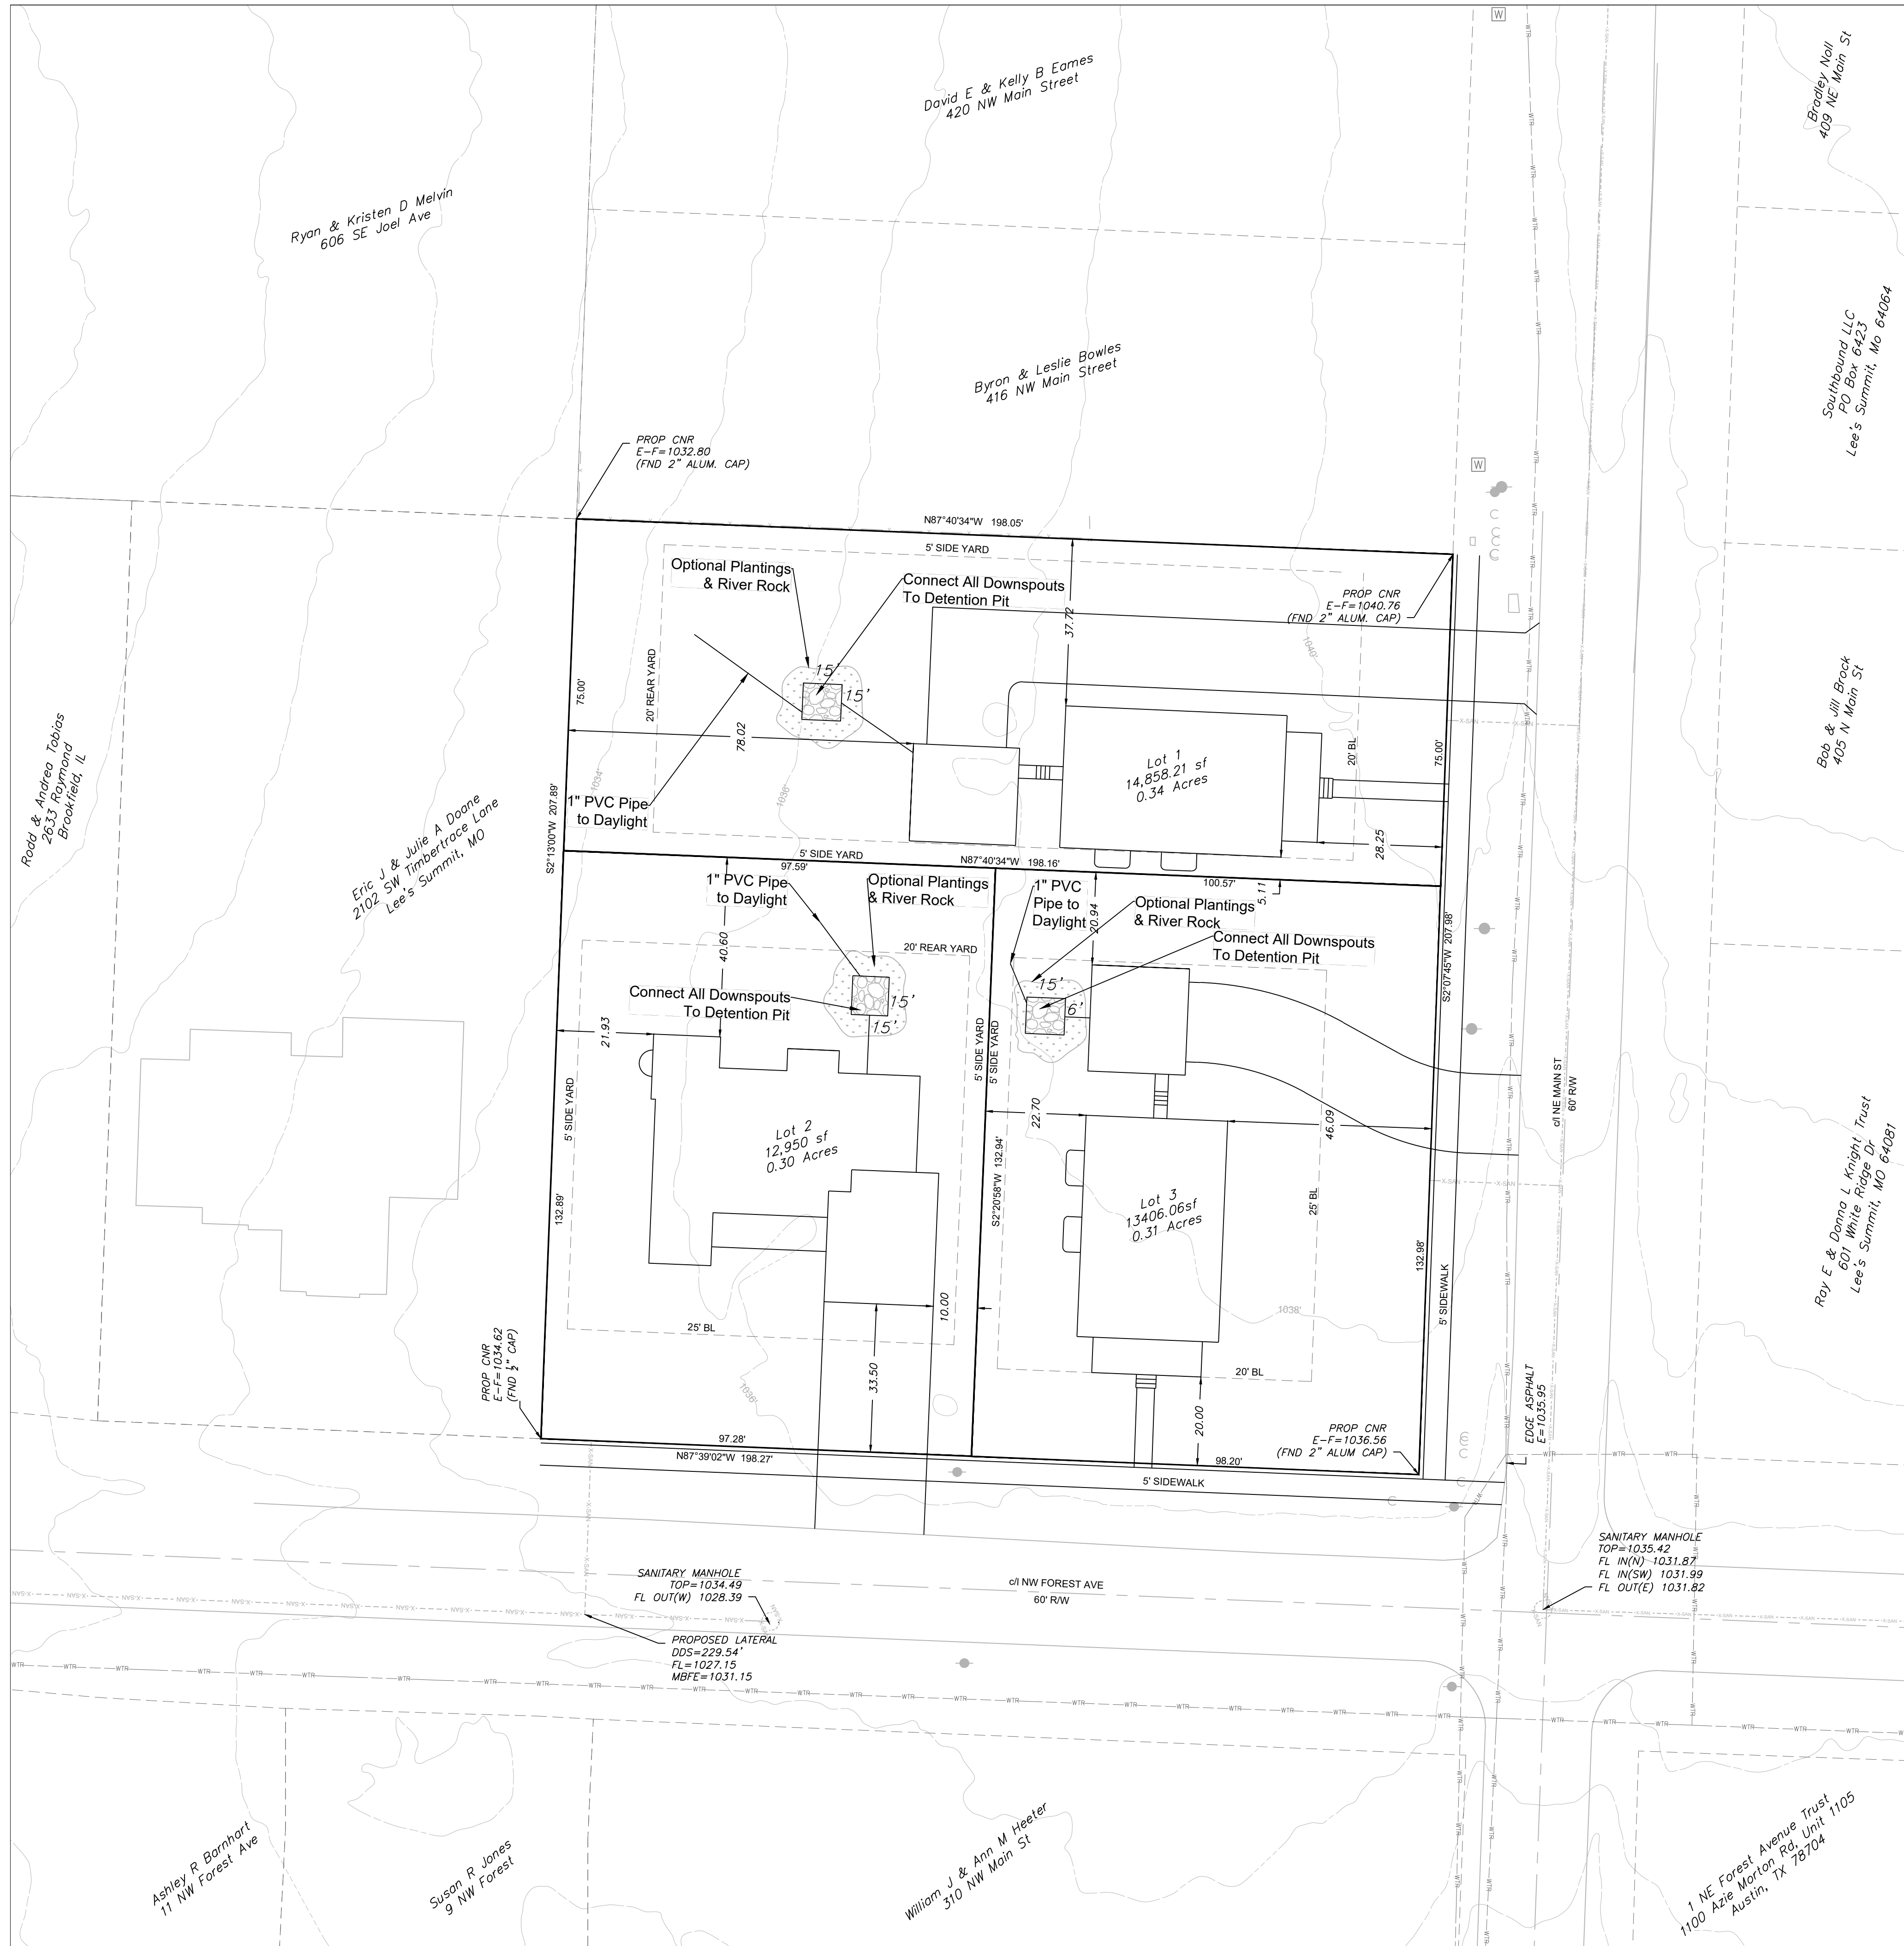 W
David E & Kelly B Eames
420 NW Main Street
Bradley Noll
409 NE Main St
Ryan & Kristen D Melvin
606 SE Joel Ave
Southbound LLC
PO Box 6423
Lee's Summit, Mo 64064
Byron & Leslie Bowles
416 NW Main Street
PROP CNR
E-F=1032.80
(FND 2" ALUM. CAP)
W
N87°40'34"W 198.05'
5' SIDE YARD
Optional Plantings
& River Rock
Connect All Downspouts
To Detention Pit
PROP CNR
E-F=1040.76
(FND 2" ALUM. CAP)
37.72
1040'
15'
15'
75.00'
20' REAR YARD
78.02
Lot 1
14,858.21 sf
0.34 Acres
20' BL
75.00'
Bob & Jill Brock
405 N Main St
Rodd & Andrea Tobias
2633 Raymond
Brookfield, IL
Eric J & Julie A Doane
2102 SW Timbertrace Lane
Lee's Summit, MO
S2°13'00"W 207.89'
1034'
1036'
1" PVC Pipe
to Daylight
28.25
5' SIDE YARD
97.59'
N87°40'34"W 198.16'
100.57'
5.11
1" PVC Pipe
to Daylight
Optional Plantings
& River Rock
1" PVC
Pipe to
Daylight
20.94
Optional Plantings
& River Rock
Connect All Downspouts
To Detention Pit
S2°07'45"W 207.98'
40.60
20' REAR YARD
Connect All Downspouts
To Detention Pit
15'
15'
15'
6'
21.93
5' SIDE YARD
5' SIDE YARD
5' SIDE YARD
c/l NE MAIN ST
60' R/W
22.70
46.09
Lot 2
12,950 sf
0.30 Acres
S2°20'58"W 132.94'
Lot 3
13406.06sf
0.31 Acres
25' BL
132.89'
132.98'
5' SIDEWALK
Ray E & Donna L Knight Trust
601 White Ridge Dr
Lee's Summit, MO 64081
10.00
1038'
25' BL
33.50
PROP CNR
E-F=1034.62
(FND ½" CAP)
1036'
20' BL
20.00
EDGE ASPHALT
E=1035.95
PROP CNR
E-F=1036.56
(FND 2" ALUM CAP)
97.28'
N87°39'02"W 198.27'
98.20'
5' SIDEWALK
SANITARY MANHOLE
TOP=1035.42
FL IN(N) 1031.87
FL IN(SW) 1031.99
FL OUT(E) 1031.82
SANITARY MANHOLE
TOP=1034.49
FL OUT(W) 1028.39
c/l NW FOREST AVE
60' R/W
PROPOSED LATERAL
DDS=229.54'
FL=1027.15
MBFE=1031.15
X-SAN
WTR
Ashley R Barnhart
11 NW Forest Ave
Susan R Jones
9 NW Forest
William J & Ann M Heeter
310 NW Main St
1 NE Forest Avenue Trust
1100 Azie Morton Rd, Unit 1105
Austin, TX 78704